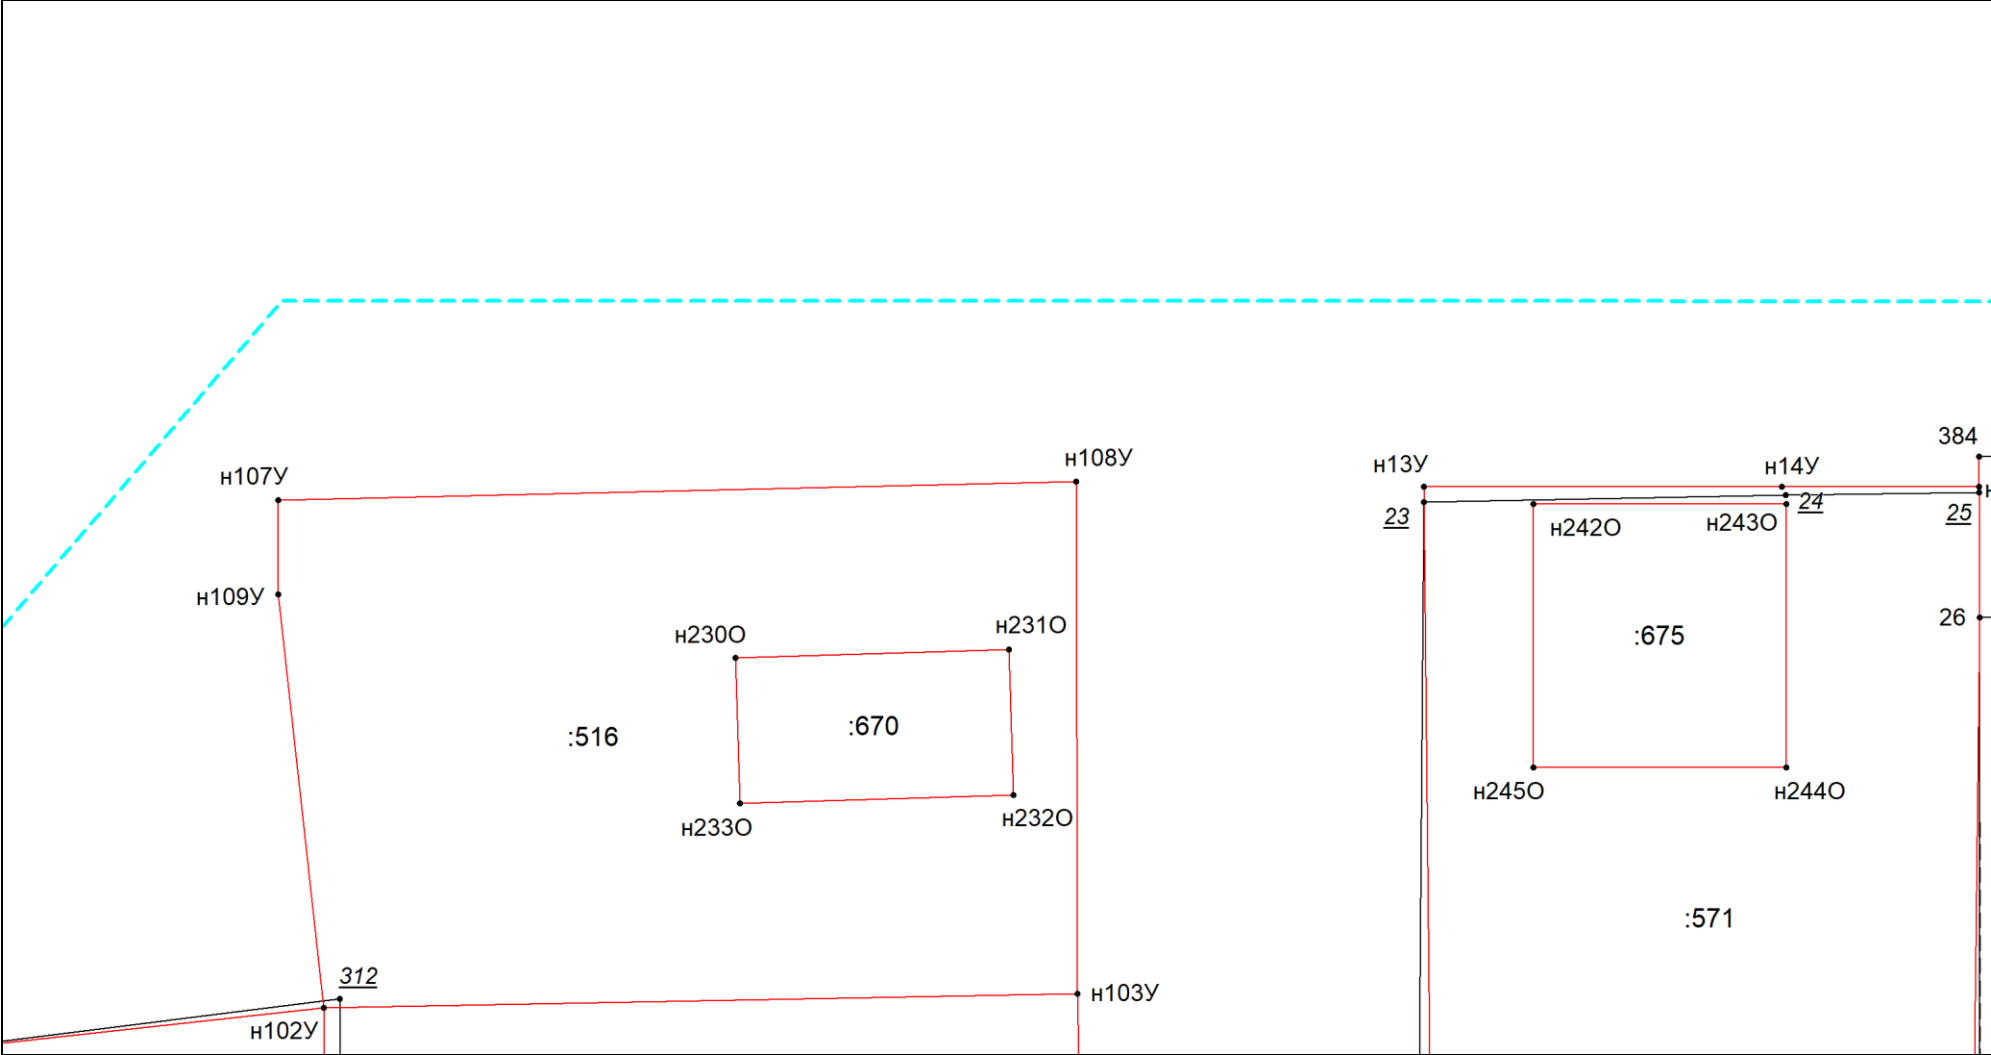 384
н108У
н13У
н14У
н107У
24
23
25
н242О
н243О
н109У
26
н231О
н230О
:675
:670
:516
н245О
н244О
н232О
н233О
:571
312
н103У
н102У